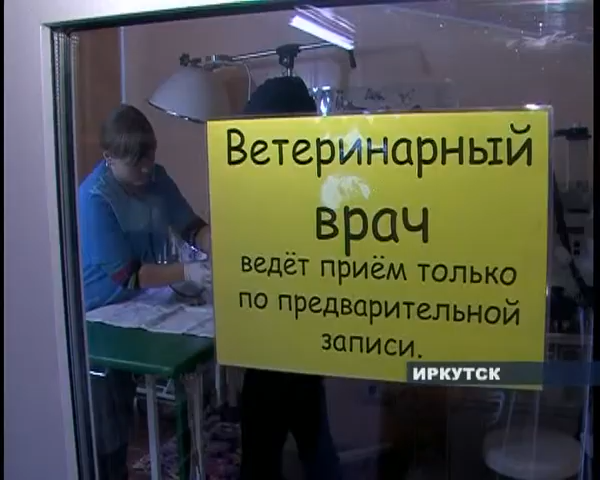 Ветеринарный
врач
ведёт приём только
по предварительной
записи.
ИРКУТСК